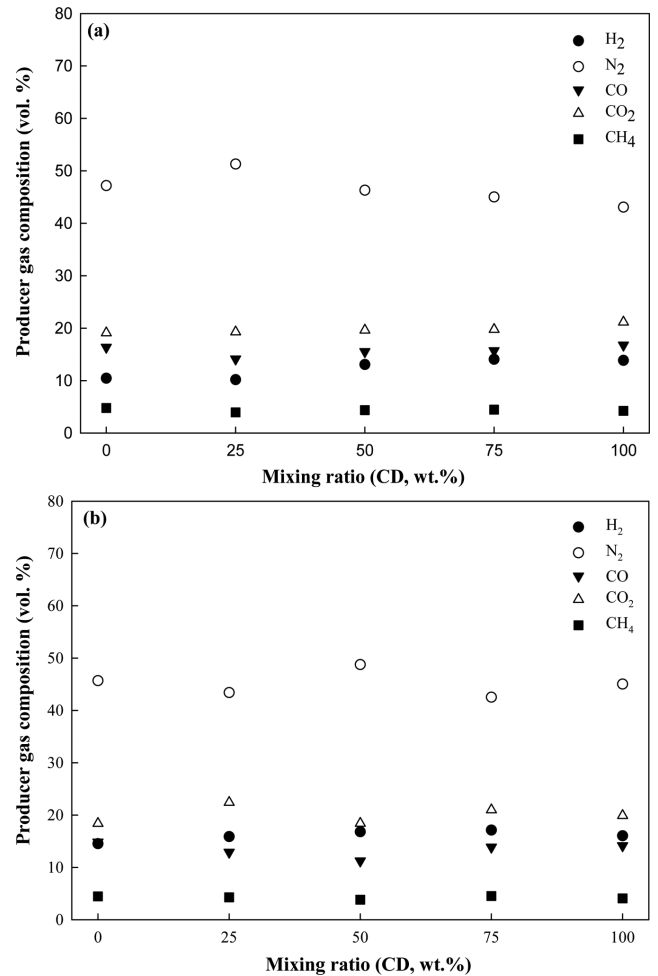 (a)
H2
N2
CO
CO2
CH4
80
70
60
50
40
30
20
10
0
Producer gas composition (vol. %)
0 25 50 75 100
Mixing ratio (CD, wt.%)
(b)
H2
N2
CO
CO2
CH4
80
70
60
50
40
30
20
10
0
Producer gas composition (vol. %)
0 25 50 75 100
Mixing ratio (CD, wt.%)